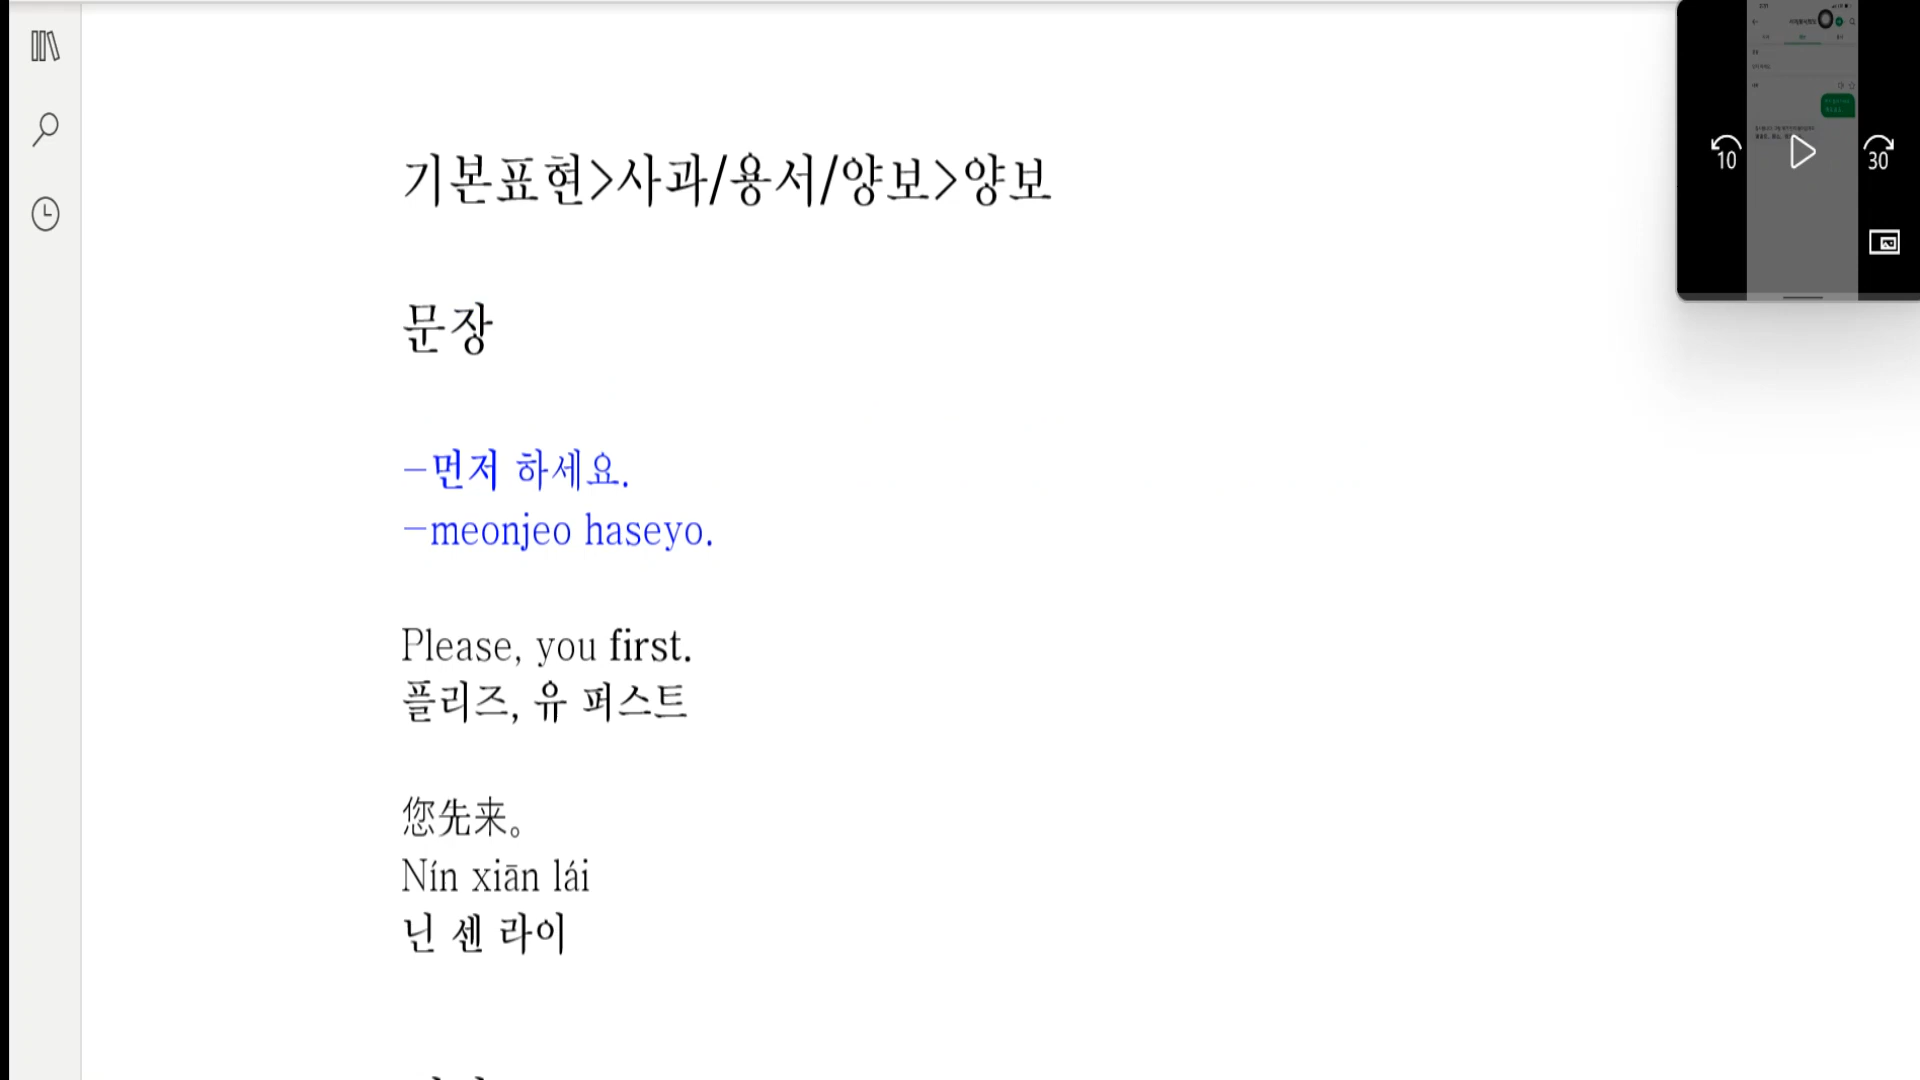 기본표현>사과/용서/양보>양보
문장
-먼저 하세요.
-meonjeo haseyo.
Please, you first.
플리즈, 유 퍼스트
您先来。
Nín xiān lái
닌 센 라이
10
30